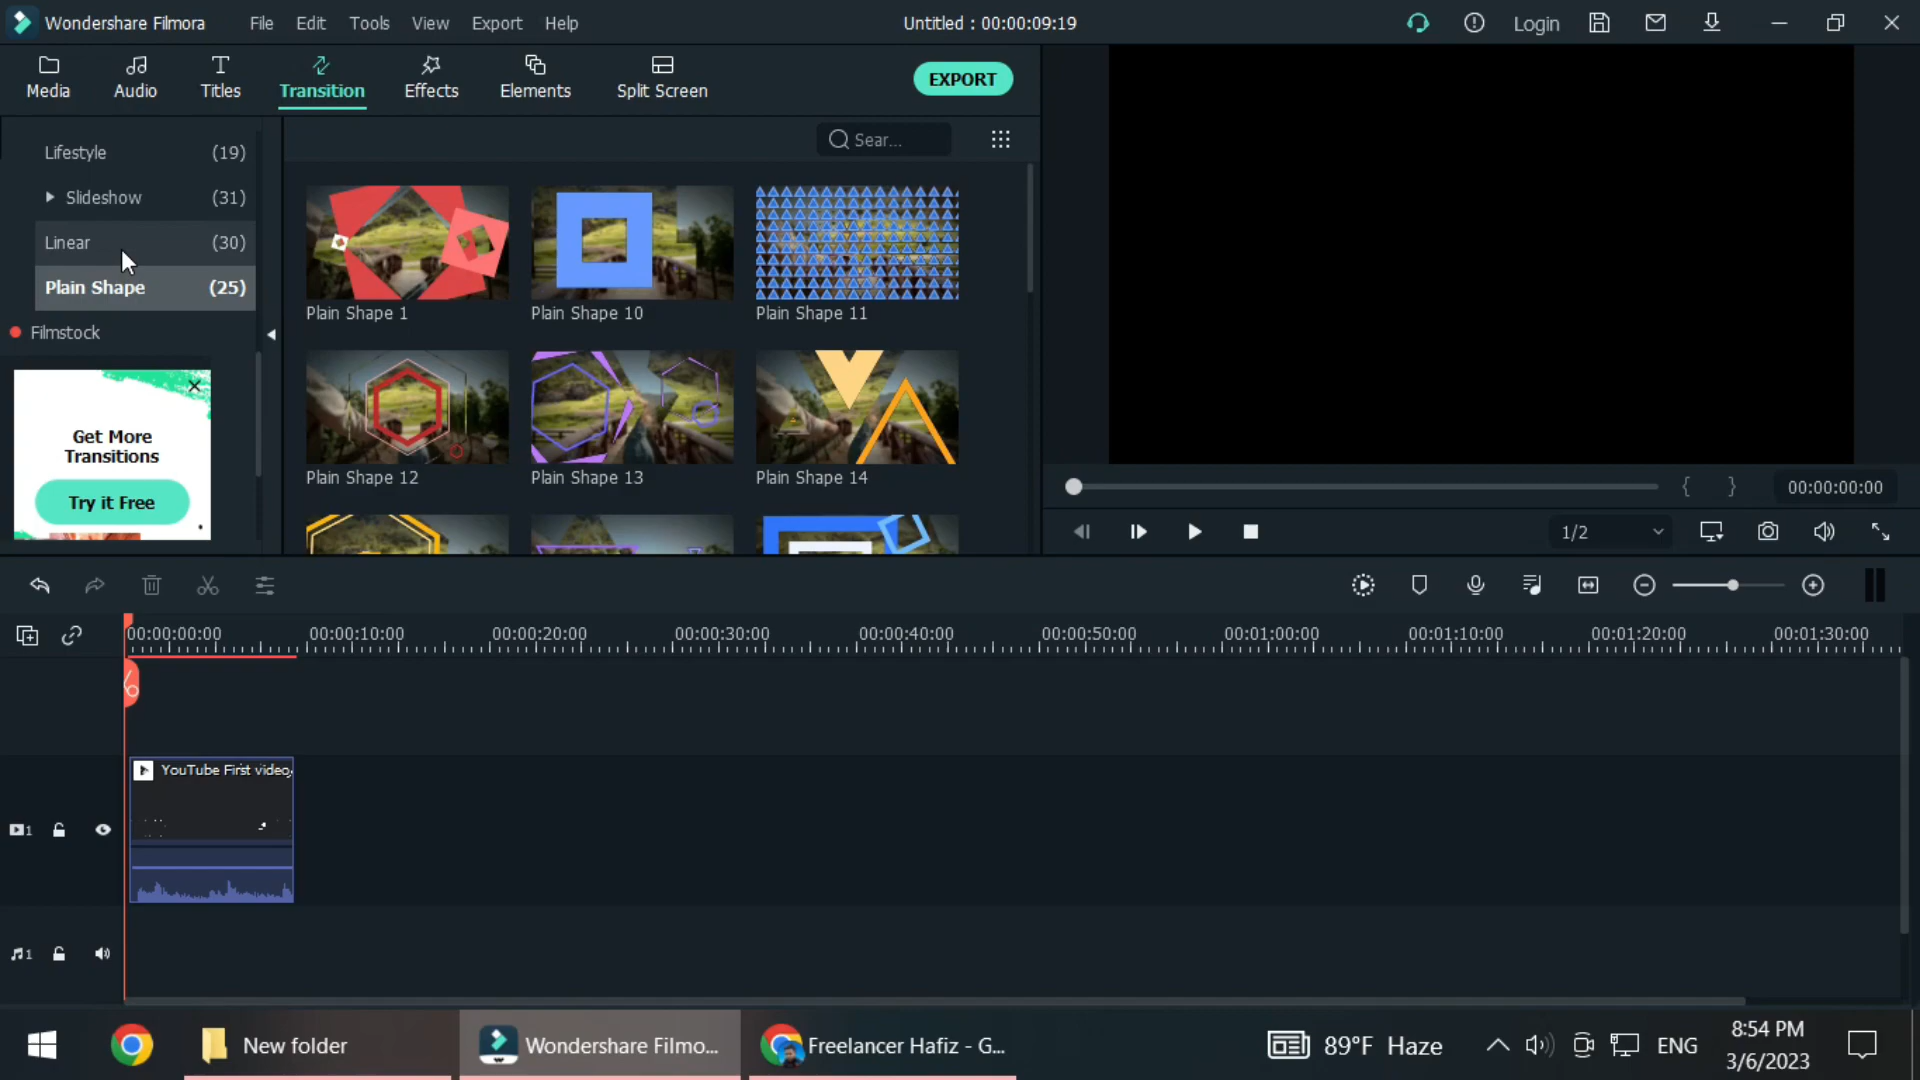 Wondershare Filmora File Edit Tools View Export Help Untitled : 00:00:09:19 Login
Media Audio Titles Transition Effects Elements Split Screen EXPORT
Sear...
Lifestyle (19)
Slideshow (31)
Linear (30)
Plain Shape (25)
Filmstock
Get More
Transitions
Try it Free
Plain Shape 1 Plain Shape 10 Plain Shape 11
Plain Shape 12 Plain Shape 13 Plain Shape 14
{ } 00:00:00:00
1/2
00:00:00:00 00:00:10:00 00:00:20:00 00:00:30:00 00:00:40:00 00:00:50:00 00:01:00:00 00:01:10:00 00:01:20:00 00:01:30:00
YouTube First video
1
1
New folder Wondershare Filmo... Freelancer Hafiz - G... 89°F Haze ENG
8:54 PM
3/6/2023